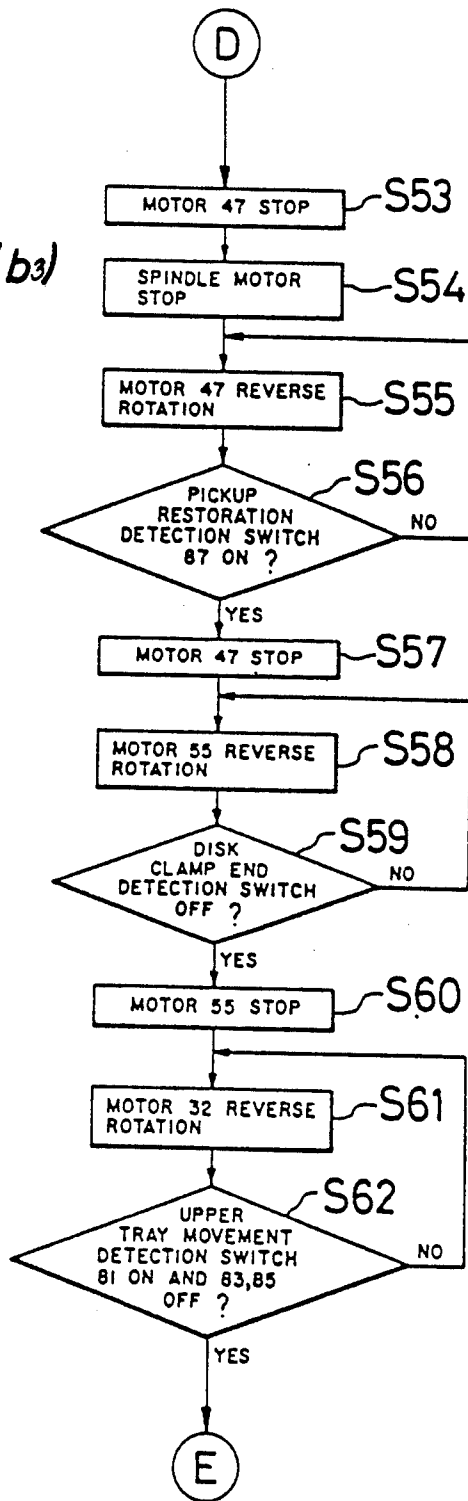 D
MOTOR 47 STOP
S53
b3)
SPINDLE MOTOR
STOP
S54
MOTOR 47 REVERSE
ROTATION
S55
S56
PICKUP
RESTORATION
DETECTION SWITCH
87 ON ?
NO
YES
MOTOR 47 STOP
S57
MOTOR 55 REVERSE
ROTATION
S58
S59
DISK
CLAMP END
DETECTION SWITCH
OFF ?
NO
YES
MOTOR 55 STOP
S60
MOTOR 32 REVERSE
ROTATION
S61
S62
UPPER
TRAY MOVEMENT
DETECTION SWITCH
81 ON AND 83,85
OFF ?
NO
YES
E